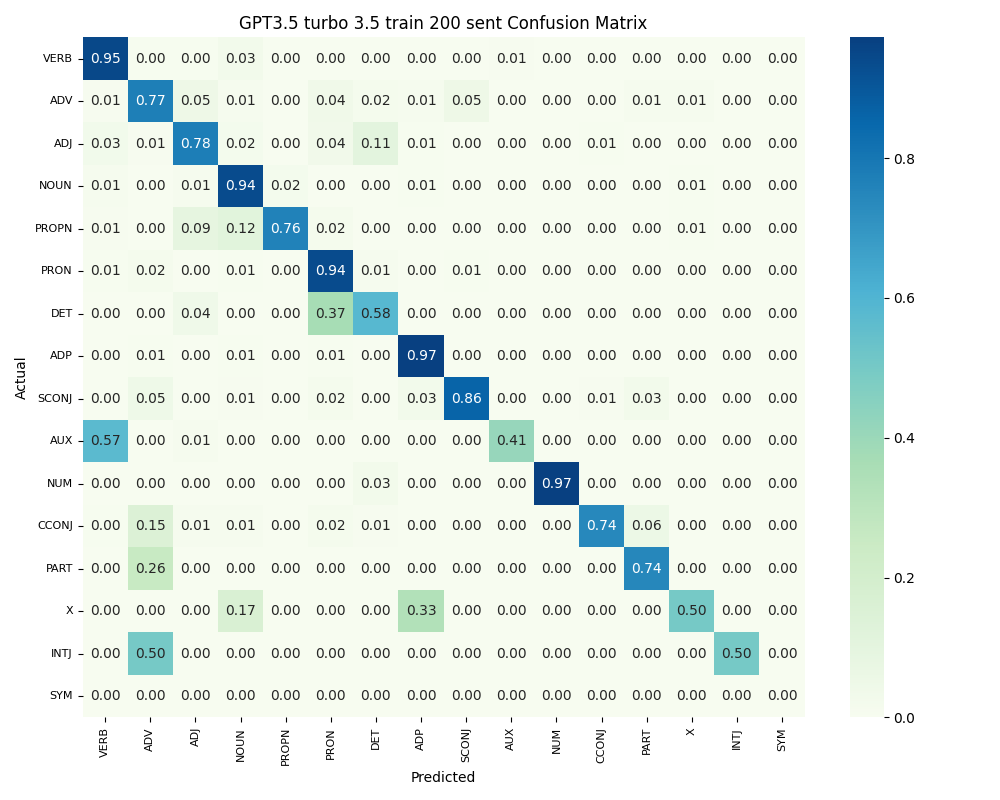 GPT3.5 turbo 3.5 train 200 sent Confusion Matrix
VERB 0.95 0.00 0.00 0.03 0.00 0.00 0.00 0.00 0.00 0.01 0.00 0.00 0.00 0.00 0.00 0.00
ADV 0.01 0.77 0.05 0.01 0.00 0.04 0.02 0.01 0.05 0.00 0.00 0.00 0.01 0.01 0.00 0.00
ADJ 0.03 0.01 0.78 0.02 0.00 0.04 0.11 0.01 0.00 0.00 0.00 0.01 0.00 0.00 0.00 0.00
NOUN 0.01 0.00 0.01 0.94 0.02 0.00 0.00 0.01 0.00 0.00 0.00 0.00 0.00 0.01 0.00 0.00
PROPN 0.01 0.00 0.09 0.12 0.76 0.02 0.00 0.00 0.00 0.00 0.00 0.00 0.00 0.01 0.00 0.00
PRON 0.01 0.02 0.00 0.01 0.00 0.94 0.01 0.00 0.01 0.00 0.00 0.00 0.00 0.00 0.00 0.00
DET 0.00 0.00 0.04 0.00 0.00 0.37 0.58 0.00 0.00 0.00 0.00 0.00 0.00 0.00 0.00 0.00
ADP 0.00 0.01 0.00 0.01 0.00 0.01 0.00 0.97 0.00 0.00 0.00 0.00 0.00 0.00 0.00 0.00
SCONJ 0.00 0.05 0.00 0.01 0.00 0.02 0.00 0.03 0.86 0.00 0.00 0.01 0.03 0.00 0.00 0.00
AUX 0.57 0.00 0.01 0.00 0.00 0.00 0.00 0.00 0.00 0.41 0.00 0.00 0.00 0.00 0.00 0.00
NUM 0.00 0.00 0.00 0.00 0.00 0.00 0.03 0.00 0.00 0.00 0.97 0.00 0.00 0.00 0.00 0.00
CCONJ 0.00 0.15 0.01 0.01 0.00 0.02 0.01 0.00 0.00 0.00 0.00 0.74 0.06 0.00 0.00 0.00
PART 0.00 0.26 0.00 0.00 0.00 0.00 0.00 0.00 0.00 0.00 0.00 0.00 0.74 0.00 0.00 0.00
X 0.00 0.00 0.00 0.17 0.00 0.00 0.00 0.33 0.00 0.00 0.00 0.00 0.00 0.50 0.00 0.00
INTJ 0.00 0.50 0.00 0.00 0.00 0.00 0.00 0.00 0.00 0.00 0.00 0.00 0.00 0.00 0.50 0.00
SYM 0.00 0.00 0.00 0.00 0.00 0.00 0.00 0.00 0.00 0.00 0.00 0.00 0.00 0.00 0.00 0.00
Actual
VERB ADV ADJ NOUN PROPN PRON DET ADP SCONJ AUX NUM CCONJ PART X INTJ SYM
Predicted
0.8
0.6
0.4
0.2
0.0